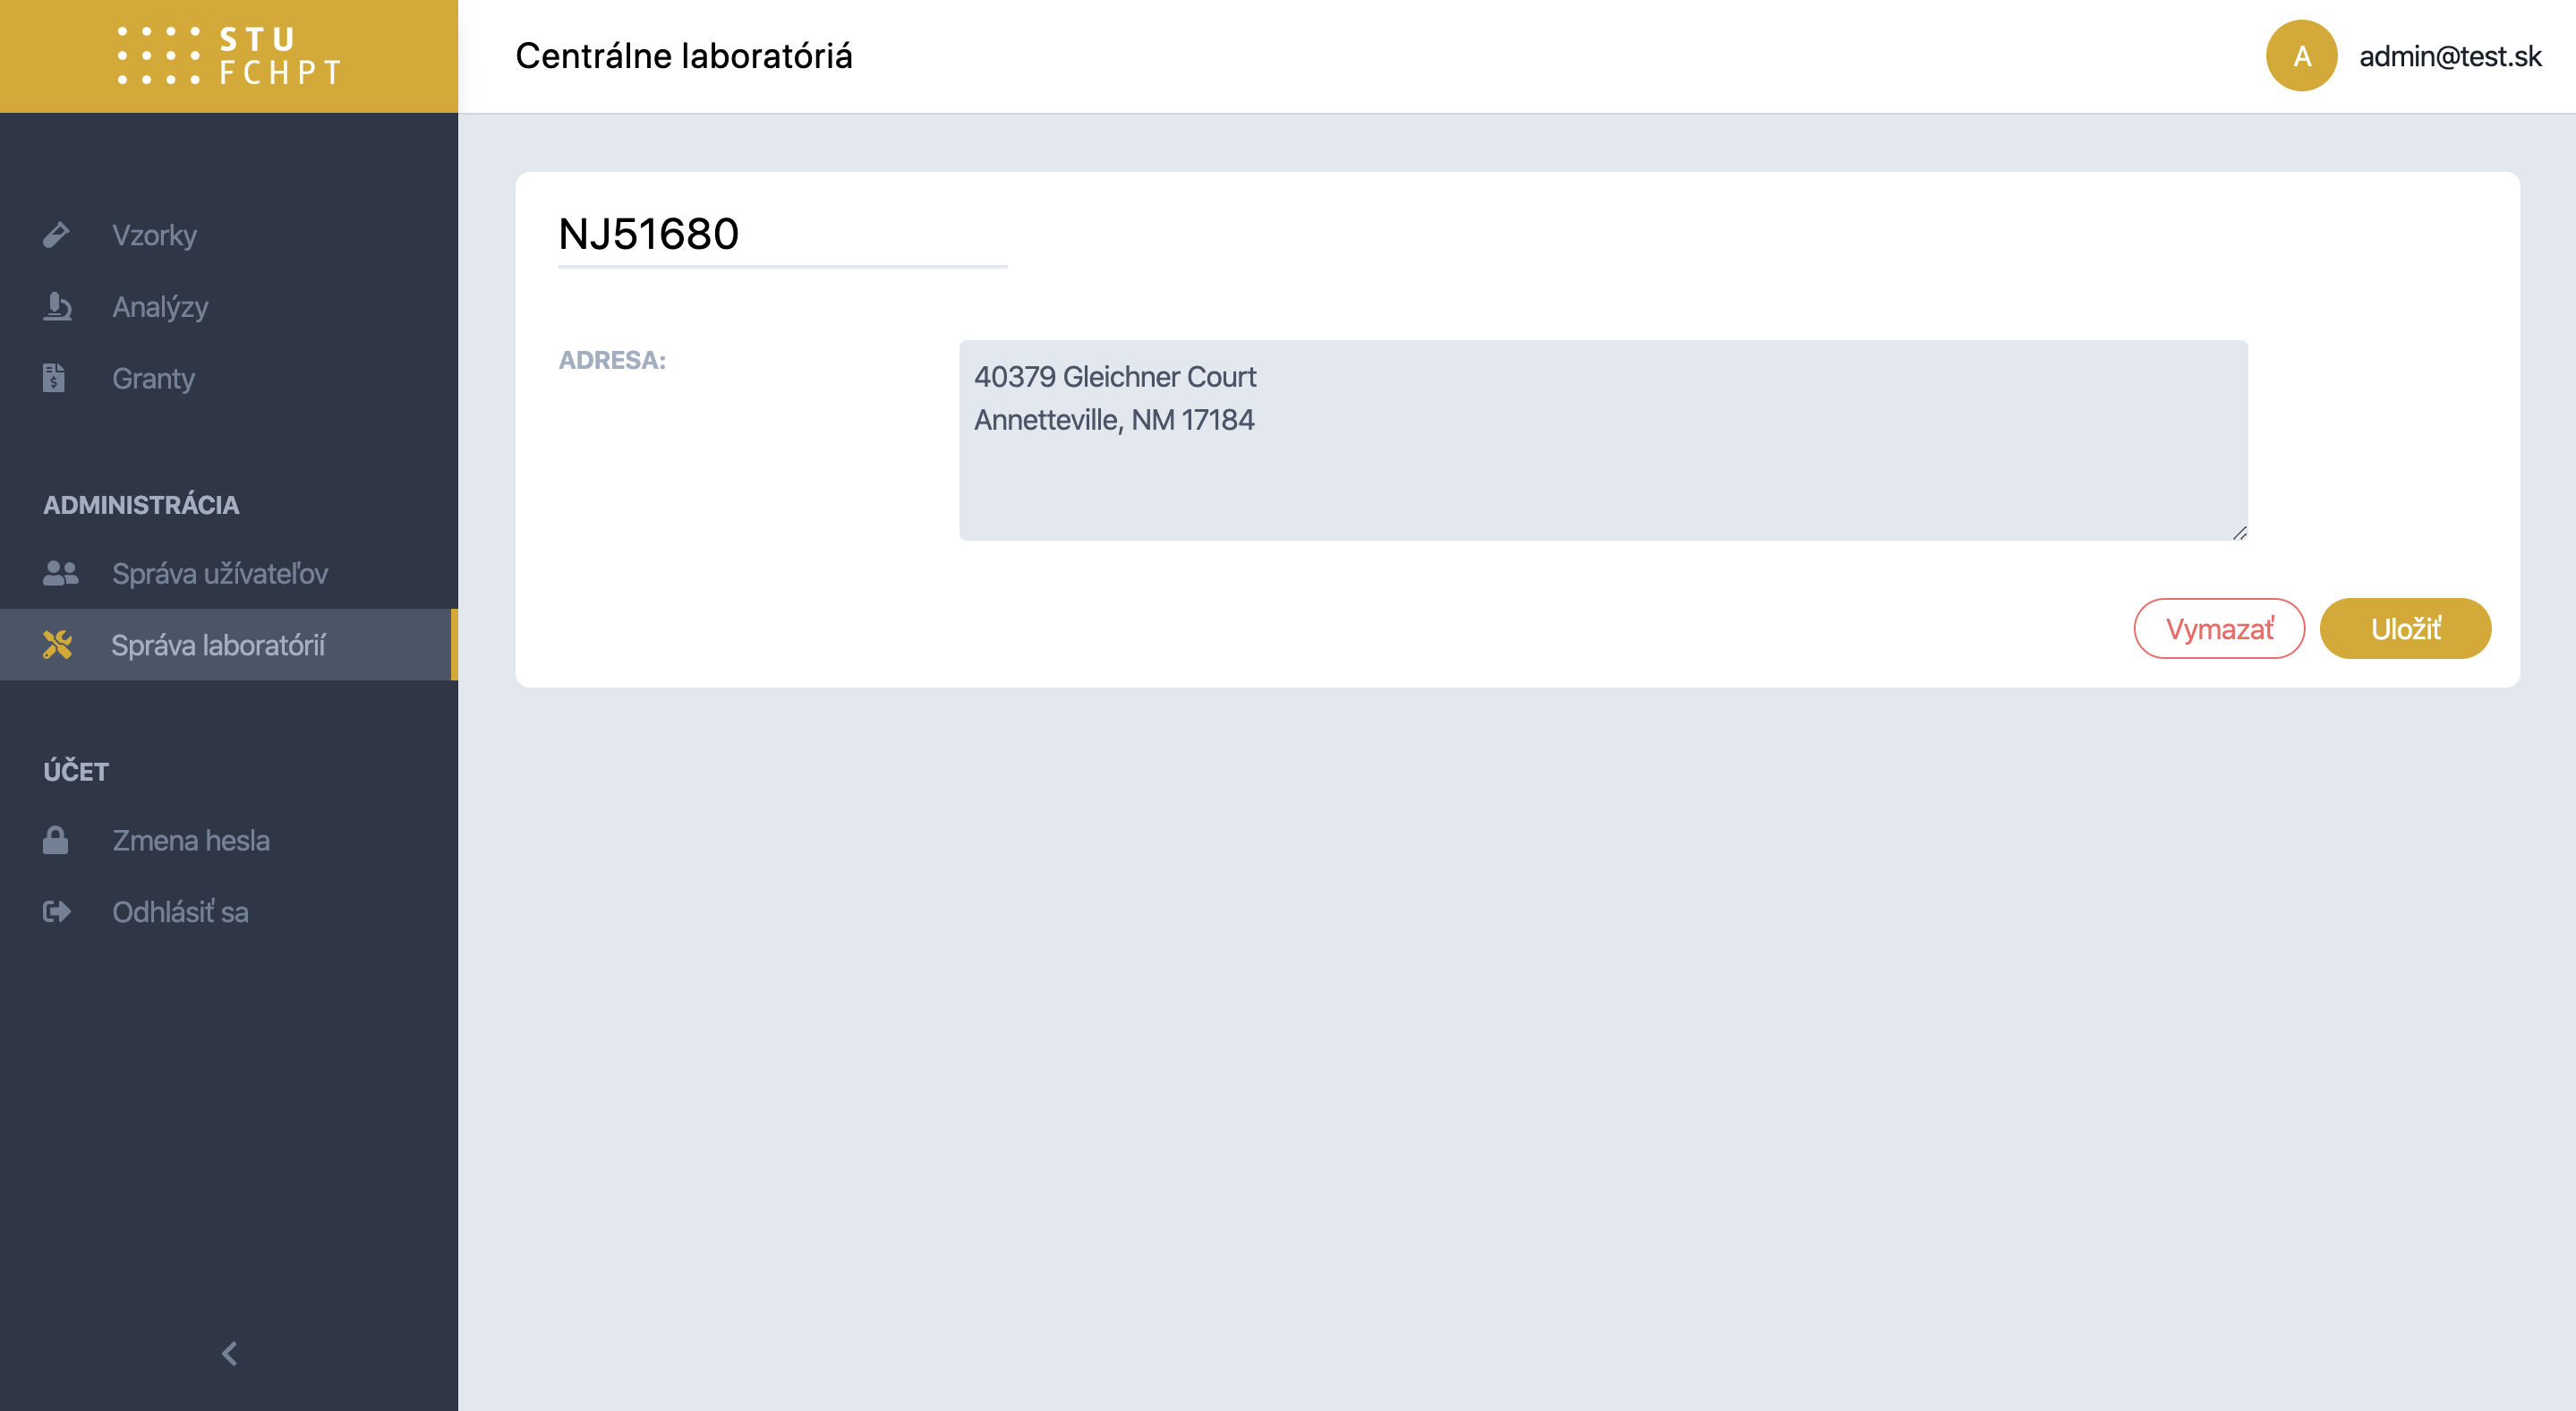 STU
FCHPT
Centrálne laboratóriá
A
admin@test.sk
Vzorky
Analýzy
Granty
ADMINISTRÁCIA
Správa užívateľov
Správa laboratórií
ÚČET
Zmena hesla
Odhlásiť sa
NJ51680
ADRESA:
40379 Gleichner Court
Annetteville, NM 17184
Vymazať
Uložiť